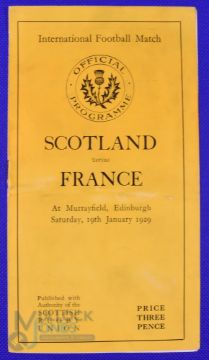 International Football Match
OFFICIAL
PROGRAMME
SCOTLAND
versus
FRANCE
At Murrayfield, Edinburgh
Saturday, 19th January 1929
Published with
Authority of the
SCOTTISH
RUGBY
UNION
PRICE
THREE
PENCE